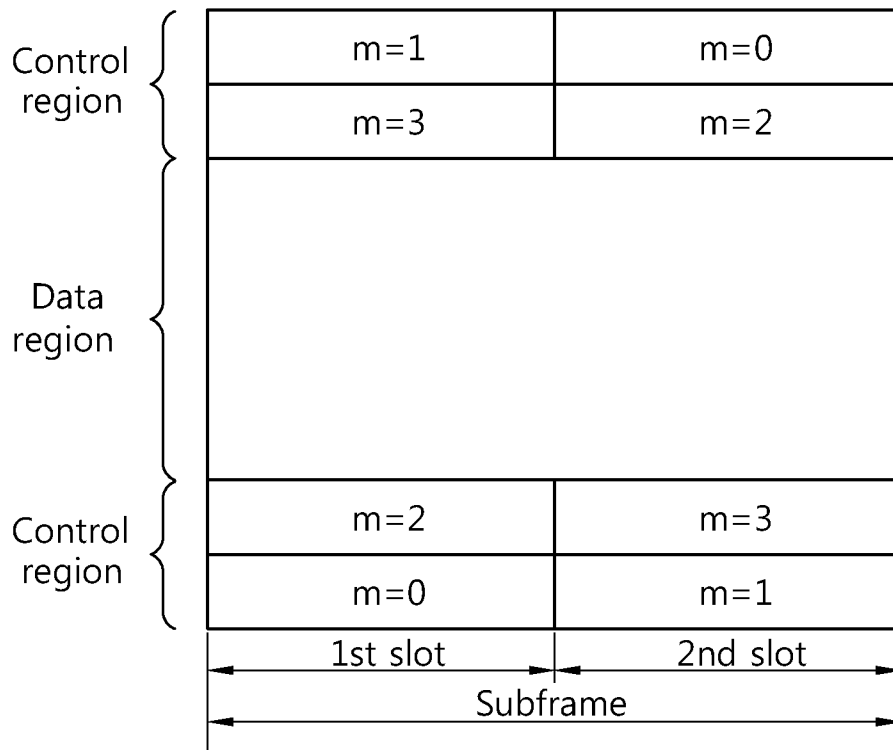 Control
region
m=1
m=0
m=3
m=2
Data
region
Control
region
m=2
m=3
m=0
m=1
1st slot
2nd slot
Subframe